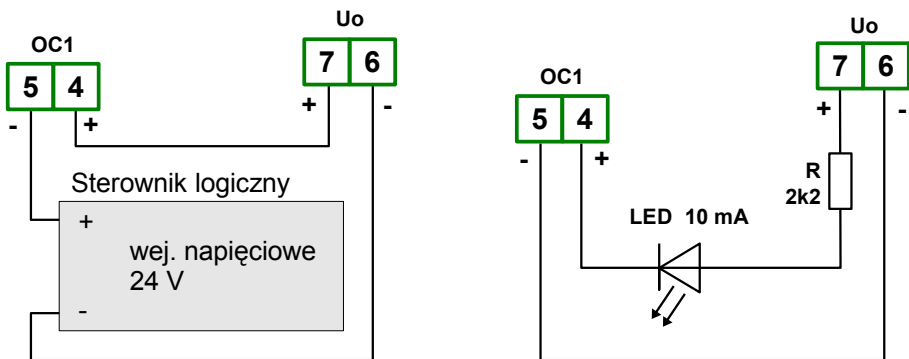 Uo
OC1
7 6
5 4
+ -
- +
Sterownik logiczny
+
wej. napięciowe
24 V
-
Uo
OC1
7 6
5 4
+ -
- +
R
2k2
LED 10 mA